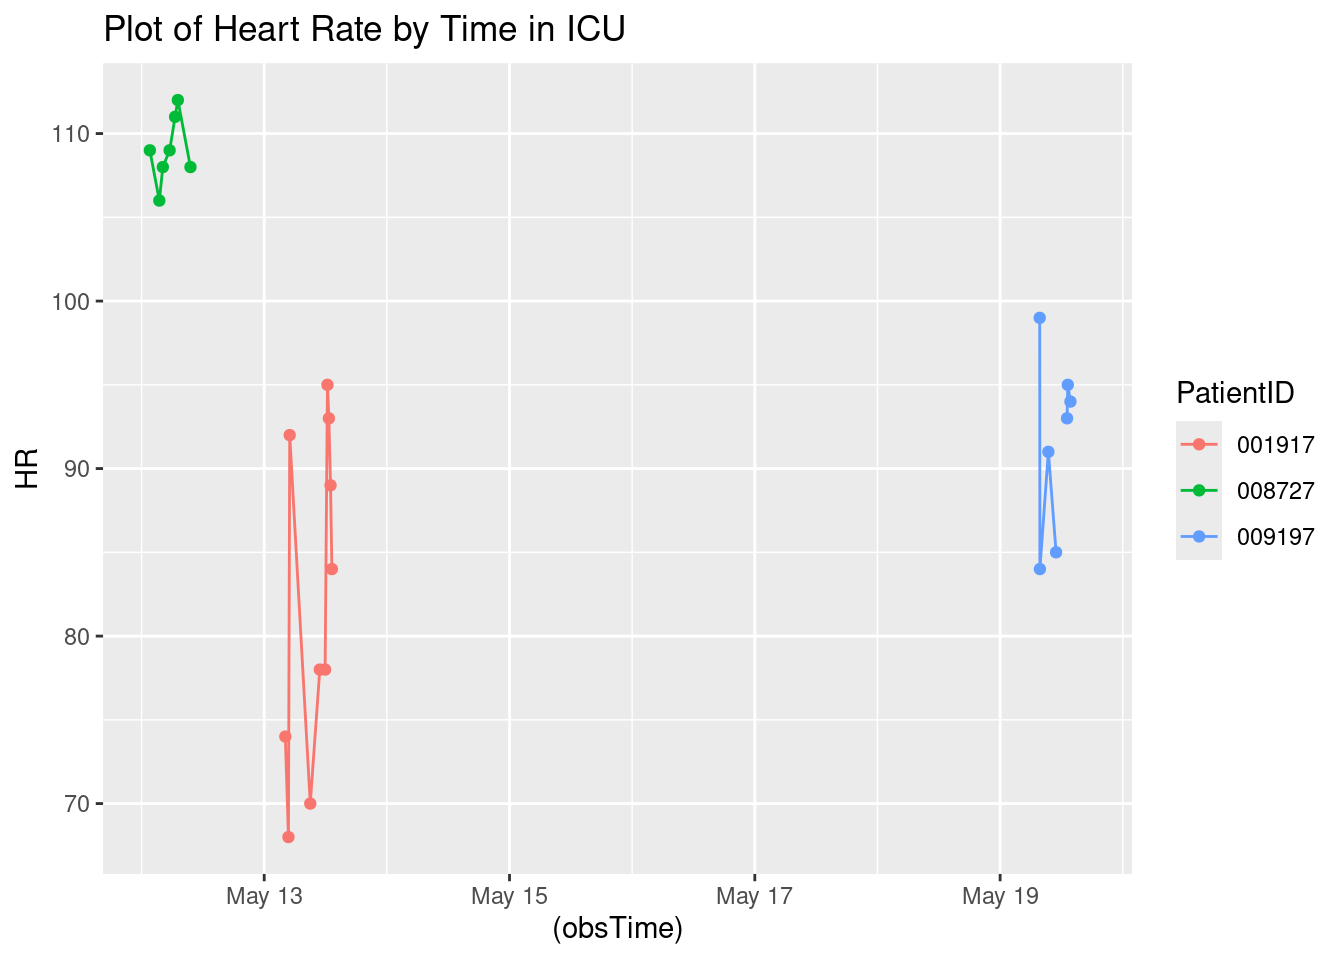 Plot of Heart Rate by Time in ICU
110
100
90
80
70
HR
May 13
May 15
May 17
May 19
(obsTime)
PatientID
001917
008727
009197